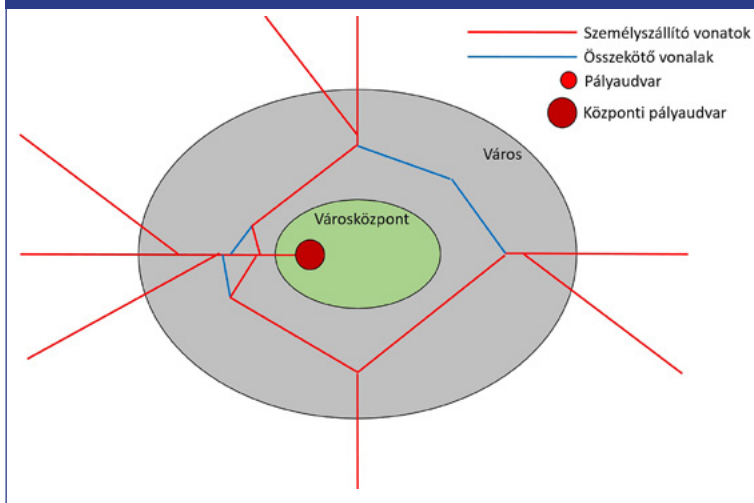 Személyszállító vonatok
Összekötő vonalak
Pályaudvar
Központi pályaudvar
Város
Városközpont